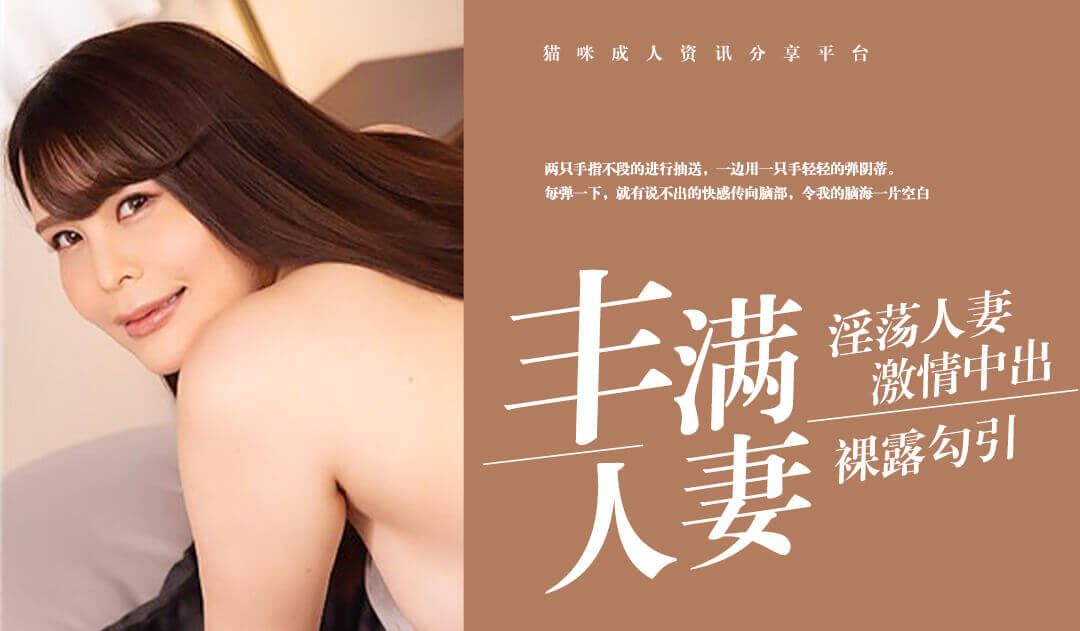 猫咪成人资讯分享平台
两只手指不段的进行抽送，一边用一只手轻轻的弹阴蒂。
每弹一下，就有说不出的快感传向脑部，令我的脑海一片空白
丰满
人妻
淫荡人妻
激情中出
裸露勾引